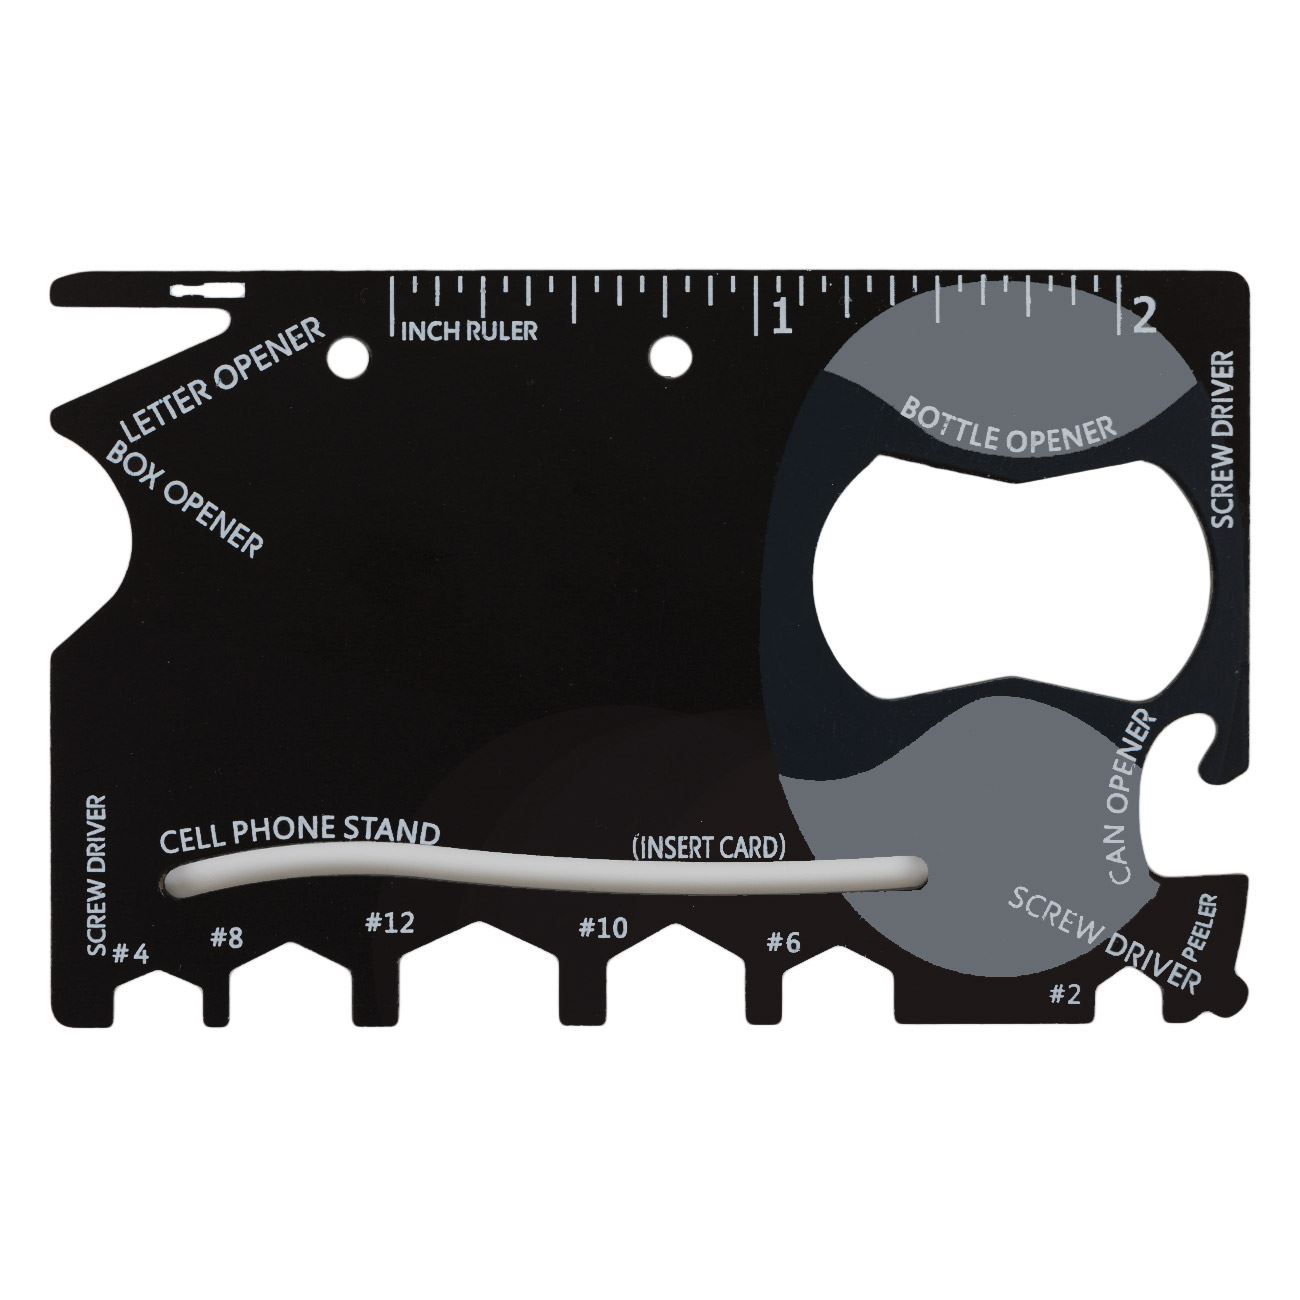 1
2
INCH RULER
LETTER OPENER
BOX OPENER
BOTTLE OPENER
SCREW DRIVER
CAN OPENER
CELL PHONE STAND
(INSERT CARD)
SCREW DRIVER
SCREW DRIVER
PEELER
#4
#8
#12
#10
#6
#2